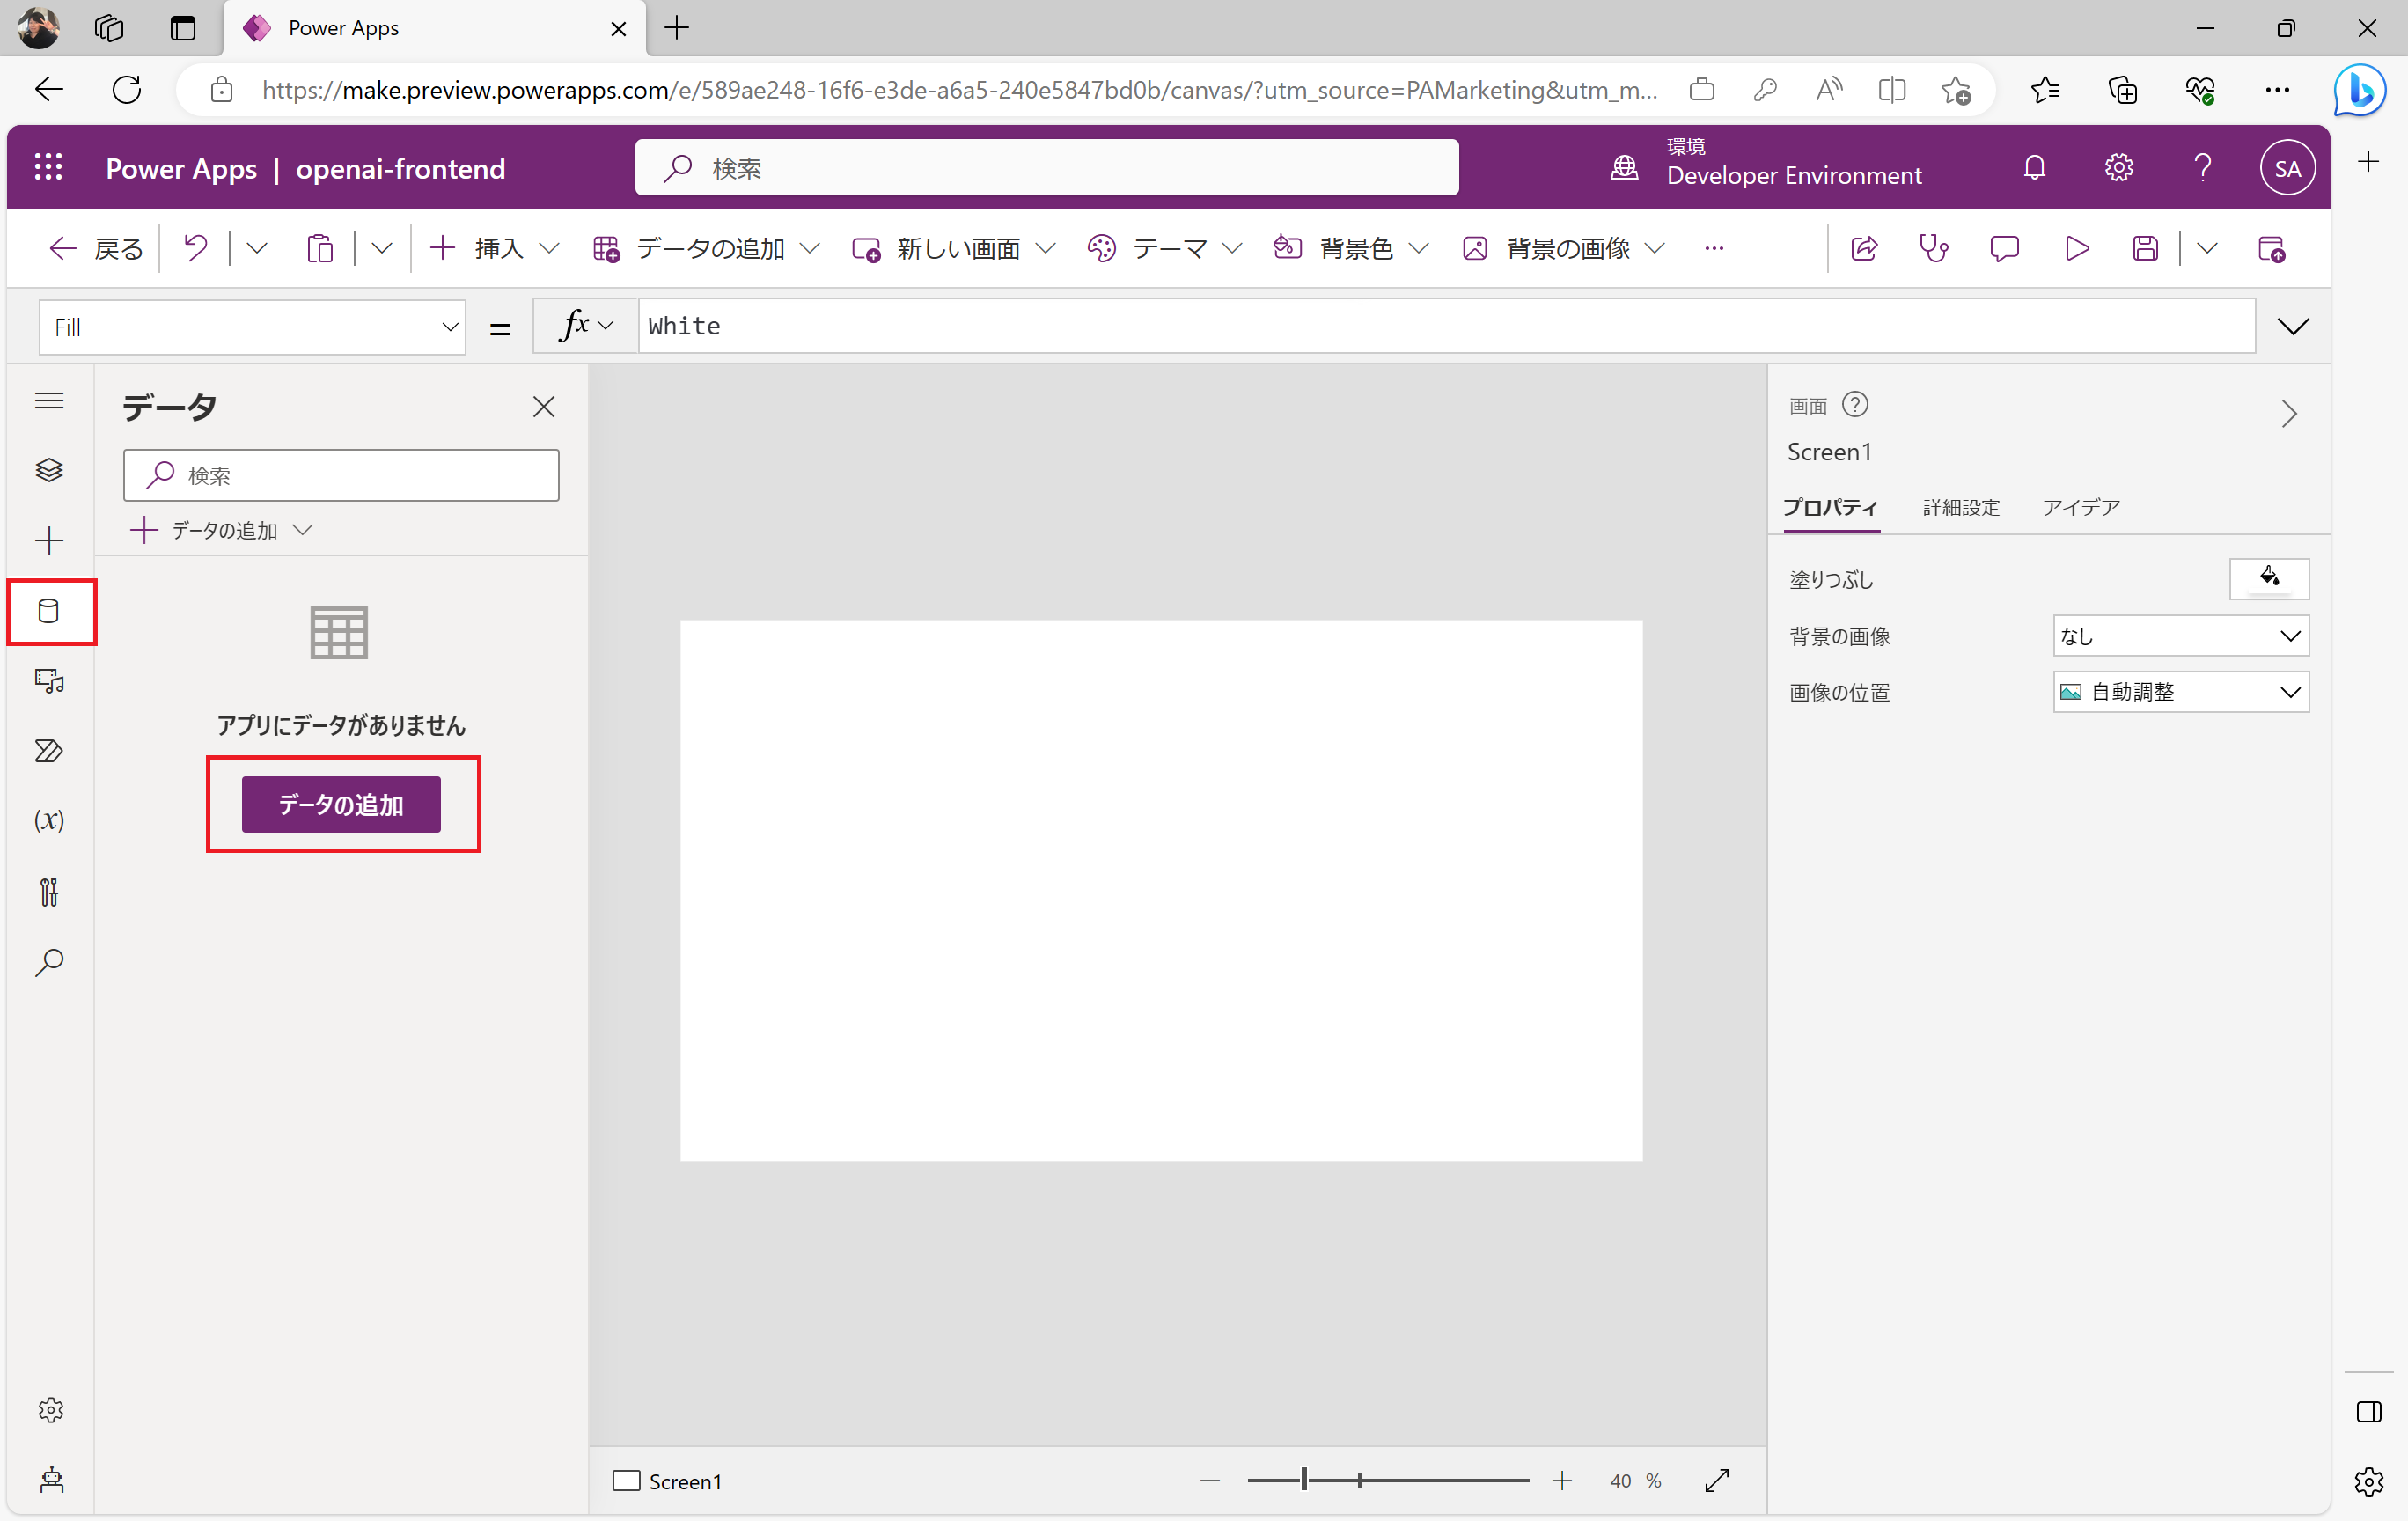 Power Apps
https://make.preview.powerapps.com/e/589ae248-16f6-e3de-a6a5-240e5847bd0b/canvas/?utm_source=PAMarketing&utm_m...
Power Apps | openai-frontend
検索
環境
Developer Environment
SA
戻る
挿入
データの追加
新しい画面
テーマ
背景色
背景の画像
Fill
=
fx
White
データ
検索
データの追加
アプリにデータがありません
データの追加
(x)
画面
Screen1
プロパティ
詳細設定
アイデア
塗りつぶし
背景の画像
なし
画像の位置
自動調整
Screen1
40 %